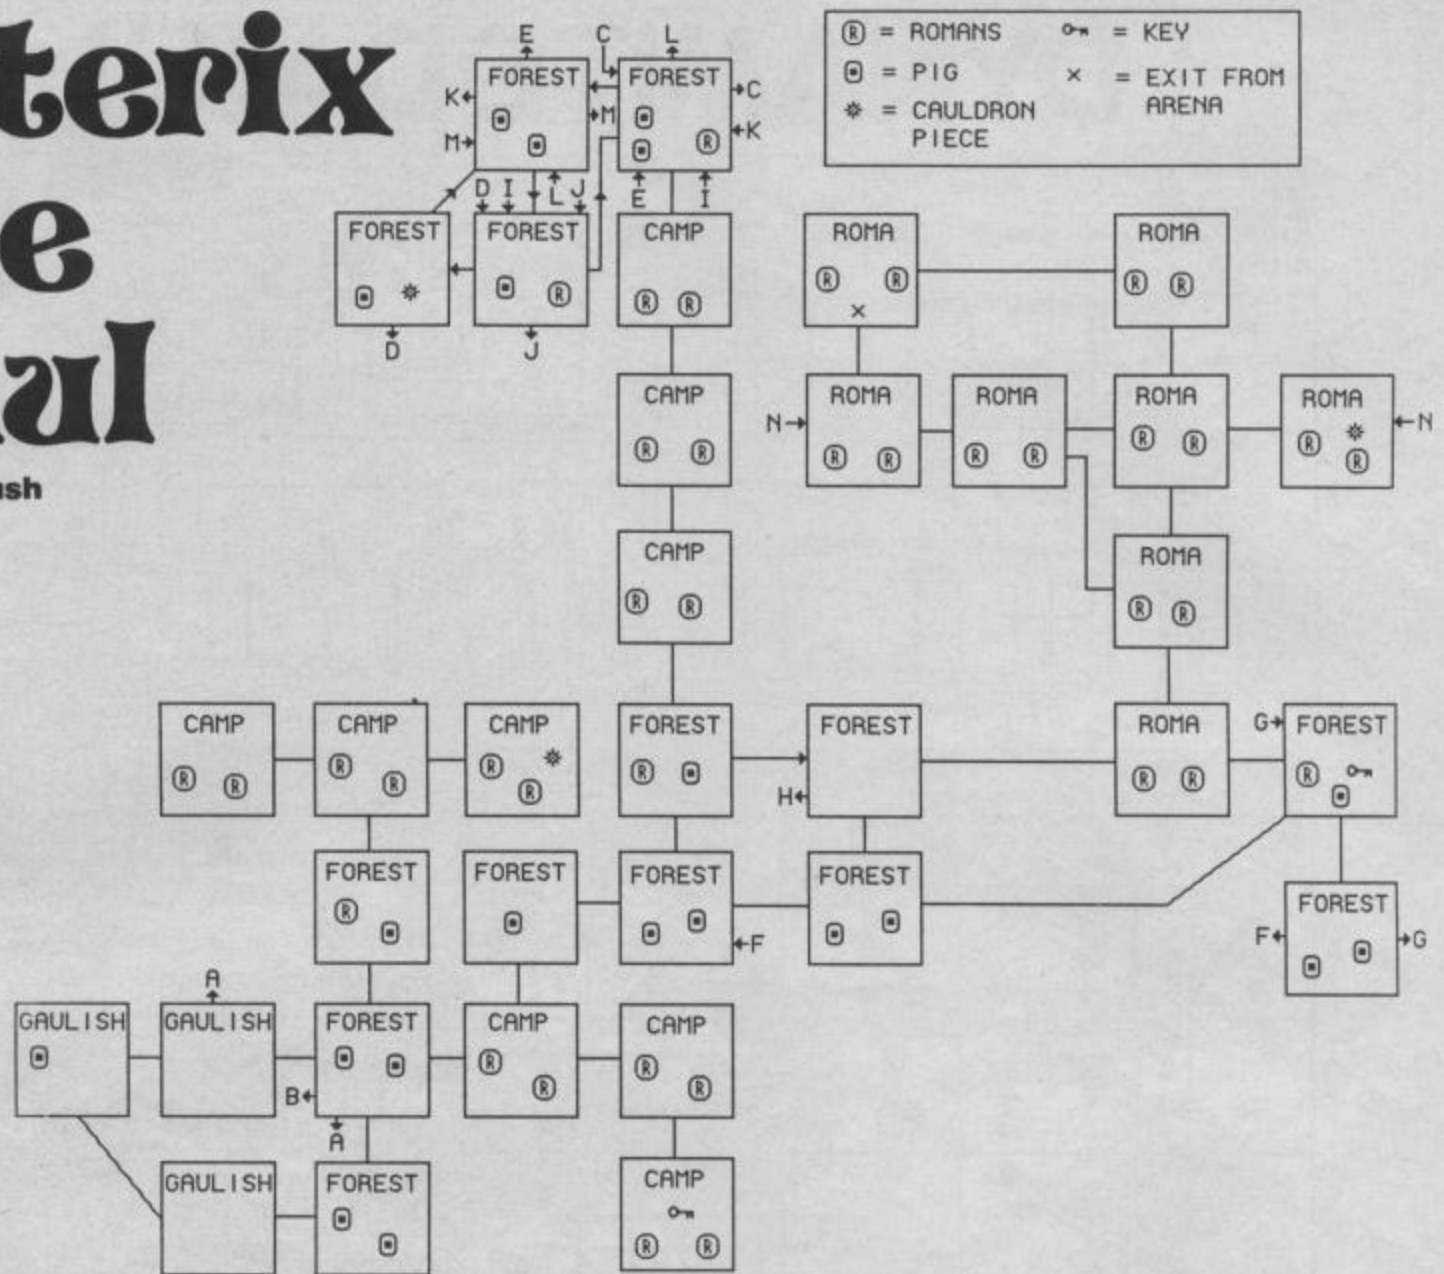 terix
e
aul
ush
Ⓡ = ROMANS = KEY
= PIG × = EXIT FROM ARENA
= CAULDRON PIECE
E C L
FOREST FOREST
K M C
M K
D I L J E I
FOREST FOREST CAMP ROMA ROMA
R R R R R R R R
×
D J
CAMP ROMA ROMA ROMA ROMA
N N
R R R R R R R R R R
CAMP ROMA
R R R R
CAMP CAMP CAMP FOREST FOREST ROMA FOREST
G
R R R R R R R R R R
H
FOREST FOREST FOREST FOREST FOREST
R
F F G
A
GAULISH GAULISH FOREST CAMP CAMP
R R R R
B
A
GAULISH FOREST CAMP
R R